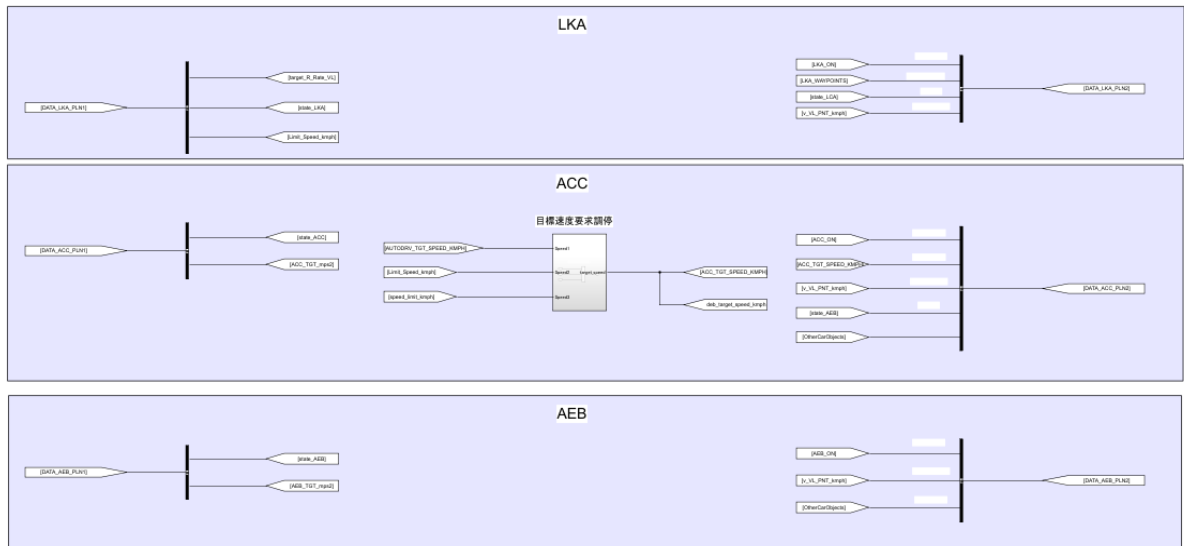 LKA
[DATA_LKA_PLN1]
[target_R_Rate_VL]
[state_LKA]
[Limit_Speed_kmph]
[LKA_ON]
[LKA_WAYPOINTS]
[state_LCA]
[v_VL_PNT_kmph]
[DATA_LKA_PLN2]
ACC
[DATA_ACC_PLN1]
[state_ACC]
[ACC_TGT_mps2]
目標速度要求調停
[AUTODRV_TGT_SPEED_KMPH]
[Limit_Speed_kmph]
[speed_limit_kmph]
Speed1
Speed2
Speed3
target_speed
[ACC_TGT_SPEED_KMPH]
deb_target_speed_kmph
[ACC_ON]
[ACC_TGT_SPEED_KMPH]
[v_VL_PNT_kmph]
[state_AEB]
[OtherCarObjects]
[DATA_ACC_PLN2]
AEB
[DATA_AEB_PLN1]
[state_AEB]
[AEB_TGT_mps2]
[AEB_ON]
[v_VL_PNT_kmph]
[OtherCarObjects]
[DATA_AEB_PLN2]